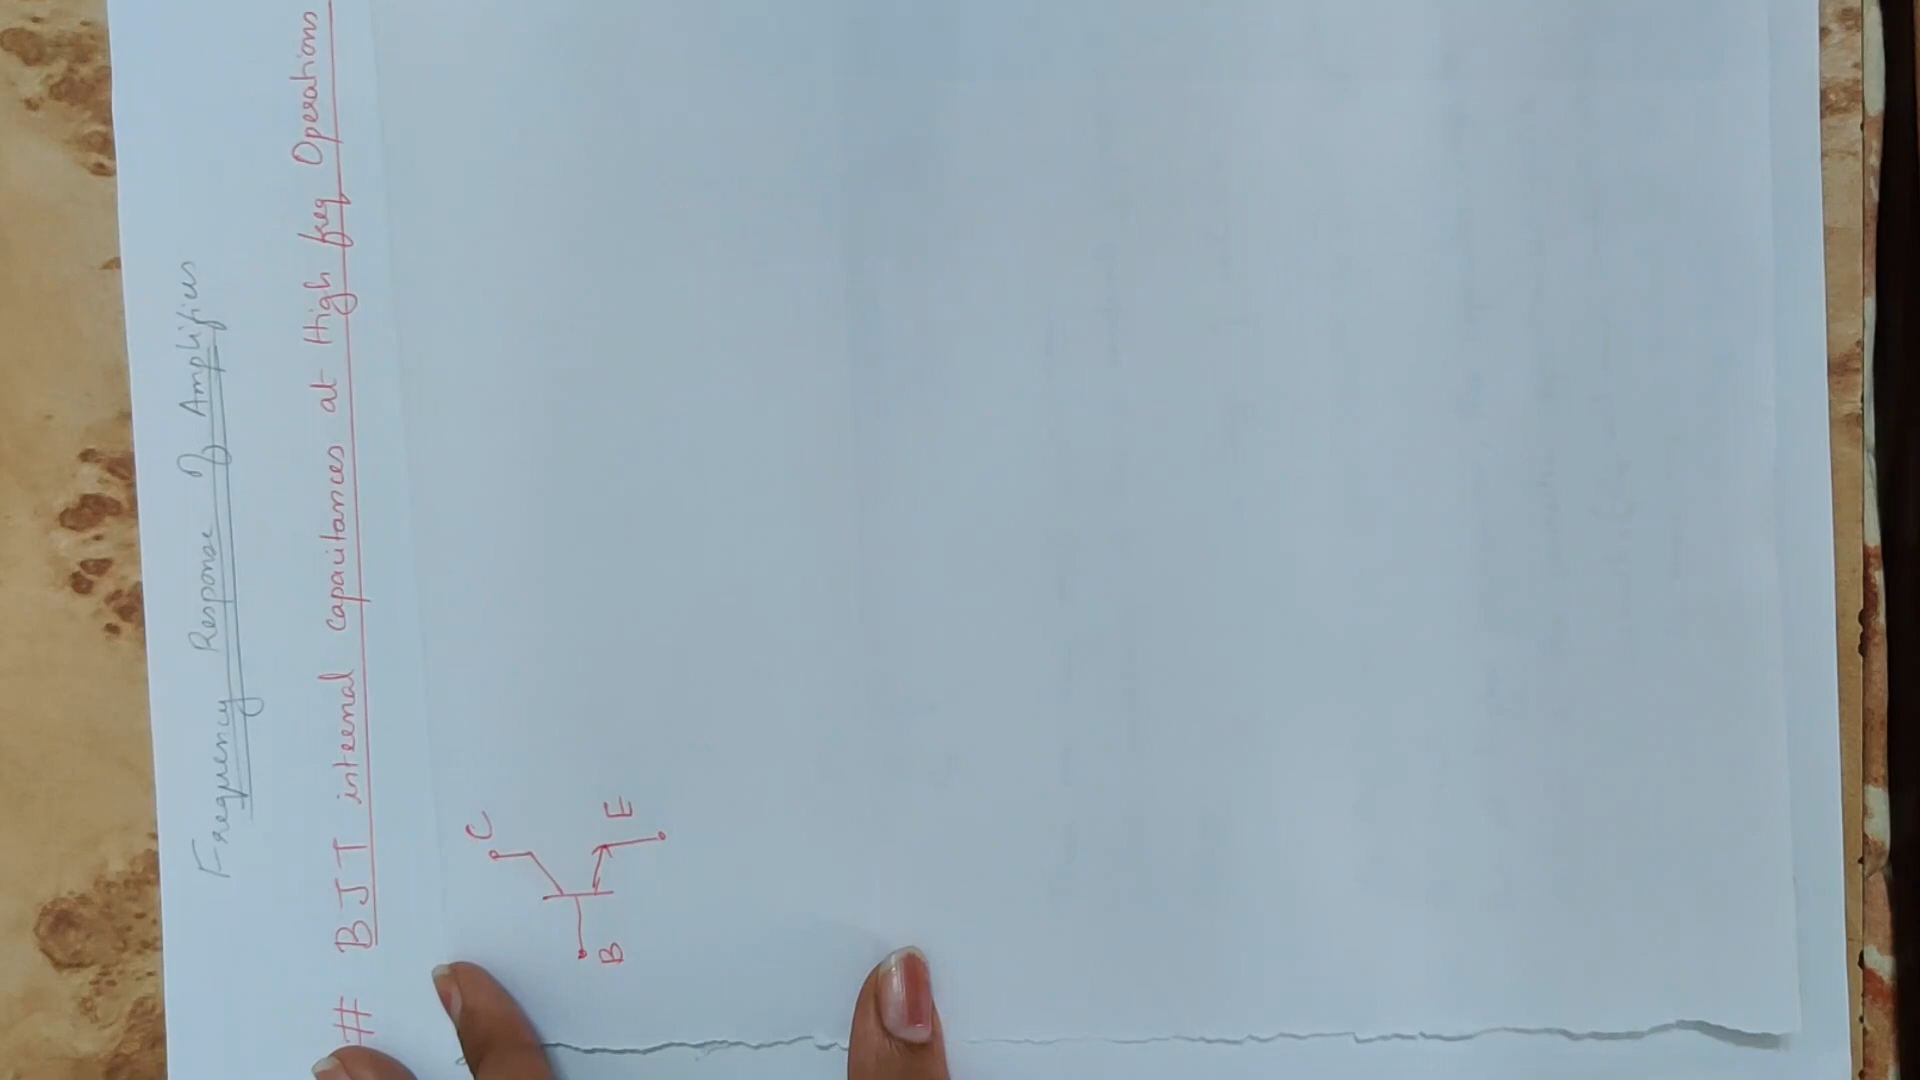 Frequency Response of Amplifiers
# BJT internal capacitances at High freq Operations
C
B
E